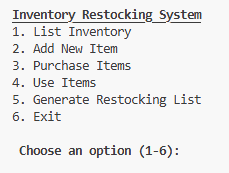 Inventory Restocking System
1. List Inventory
2. Add New Item
3. Purchase Items
4. Use Items
5. Generate Restocking List
6. Exit
Choose an option (1-6):